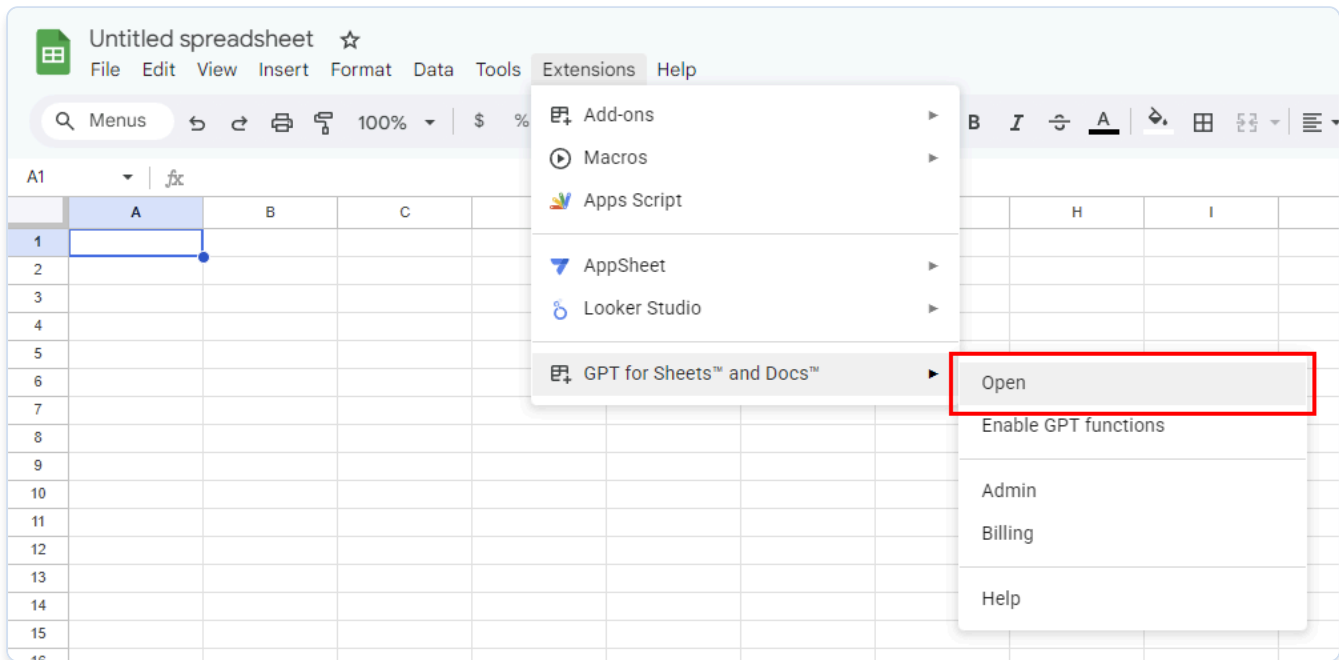 Untitled spreadsheet
File Edit View Insert Format Data Tools Extensions Help
Menus 100% $ % B I A
A1 fx
Add-ons
Macros
Apps Script
AppSheet
Looker Studio
GPT for Sheets™ and Docs™
Open
Enable GPT functions
Admin
Billing
Help
A B C H I
1
2
3
4
5
6
7
8
9
10
11
12
13
14
15
16